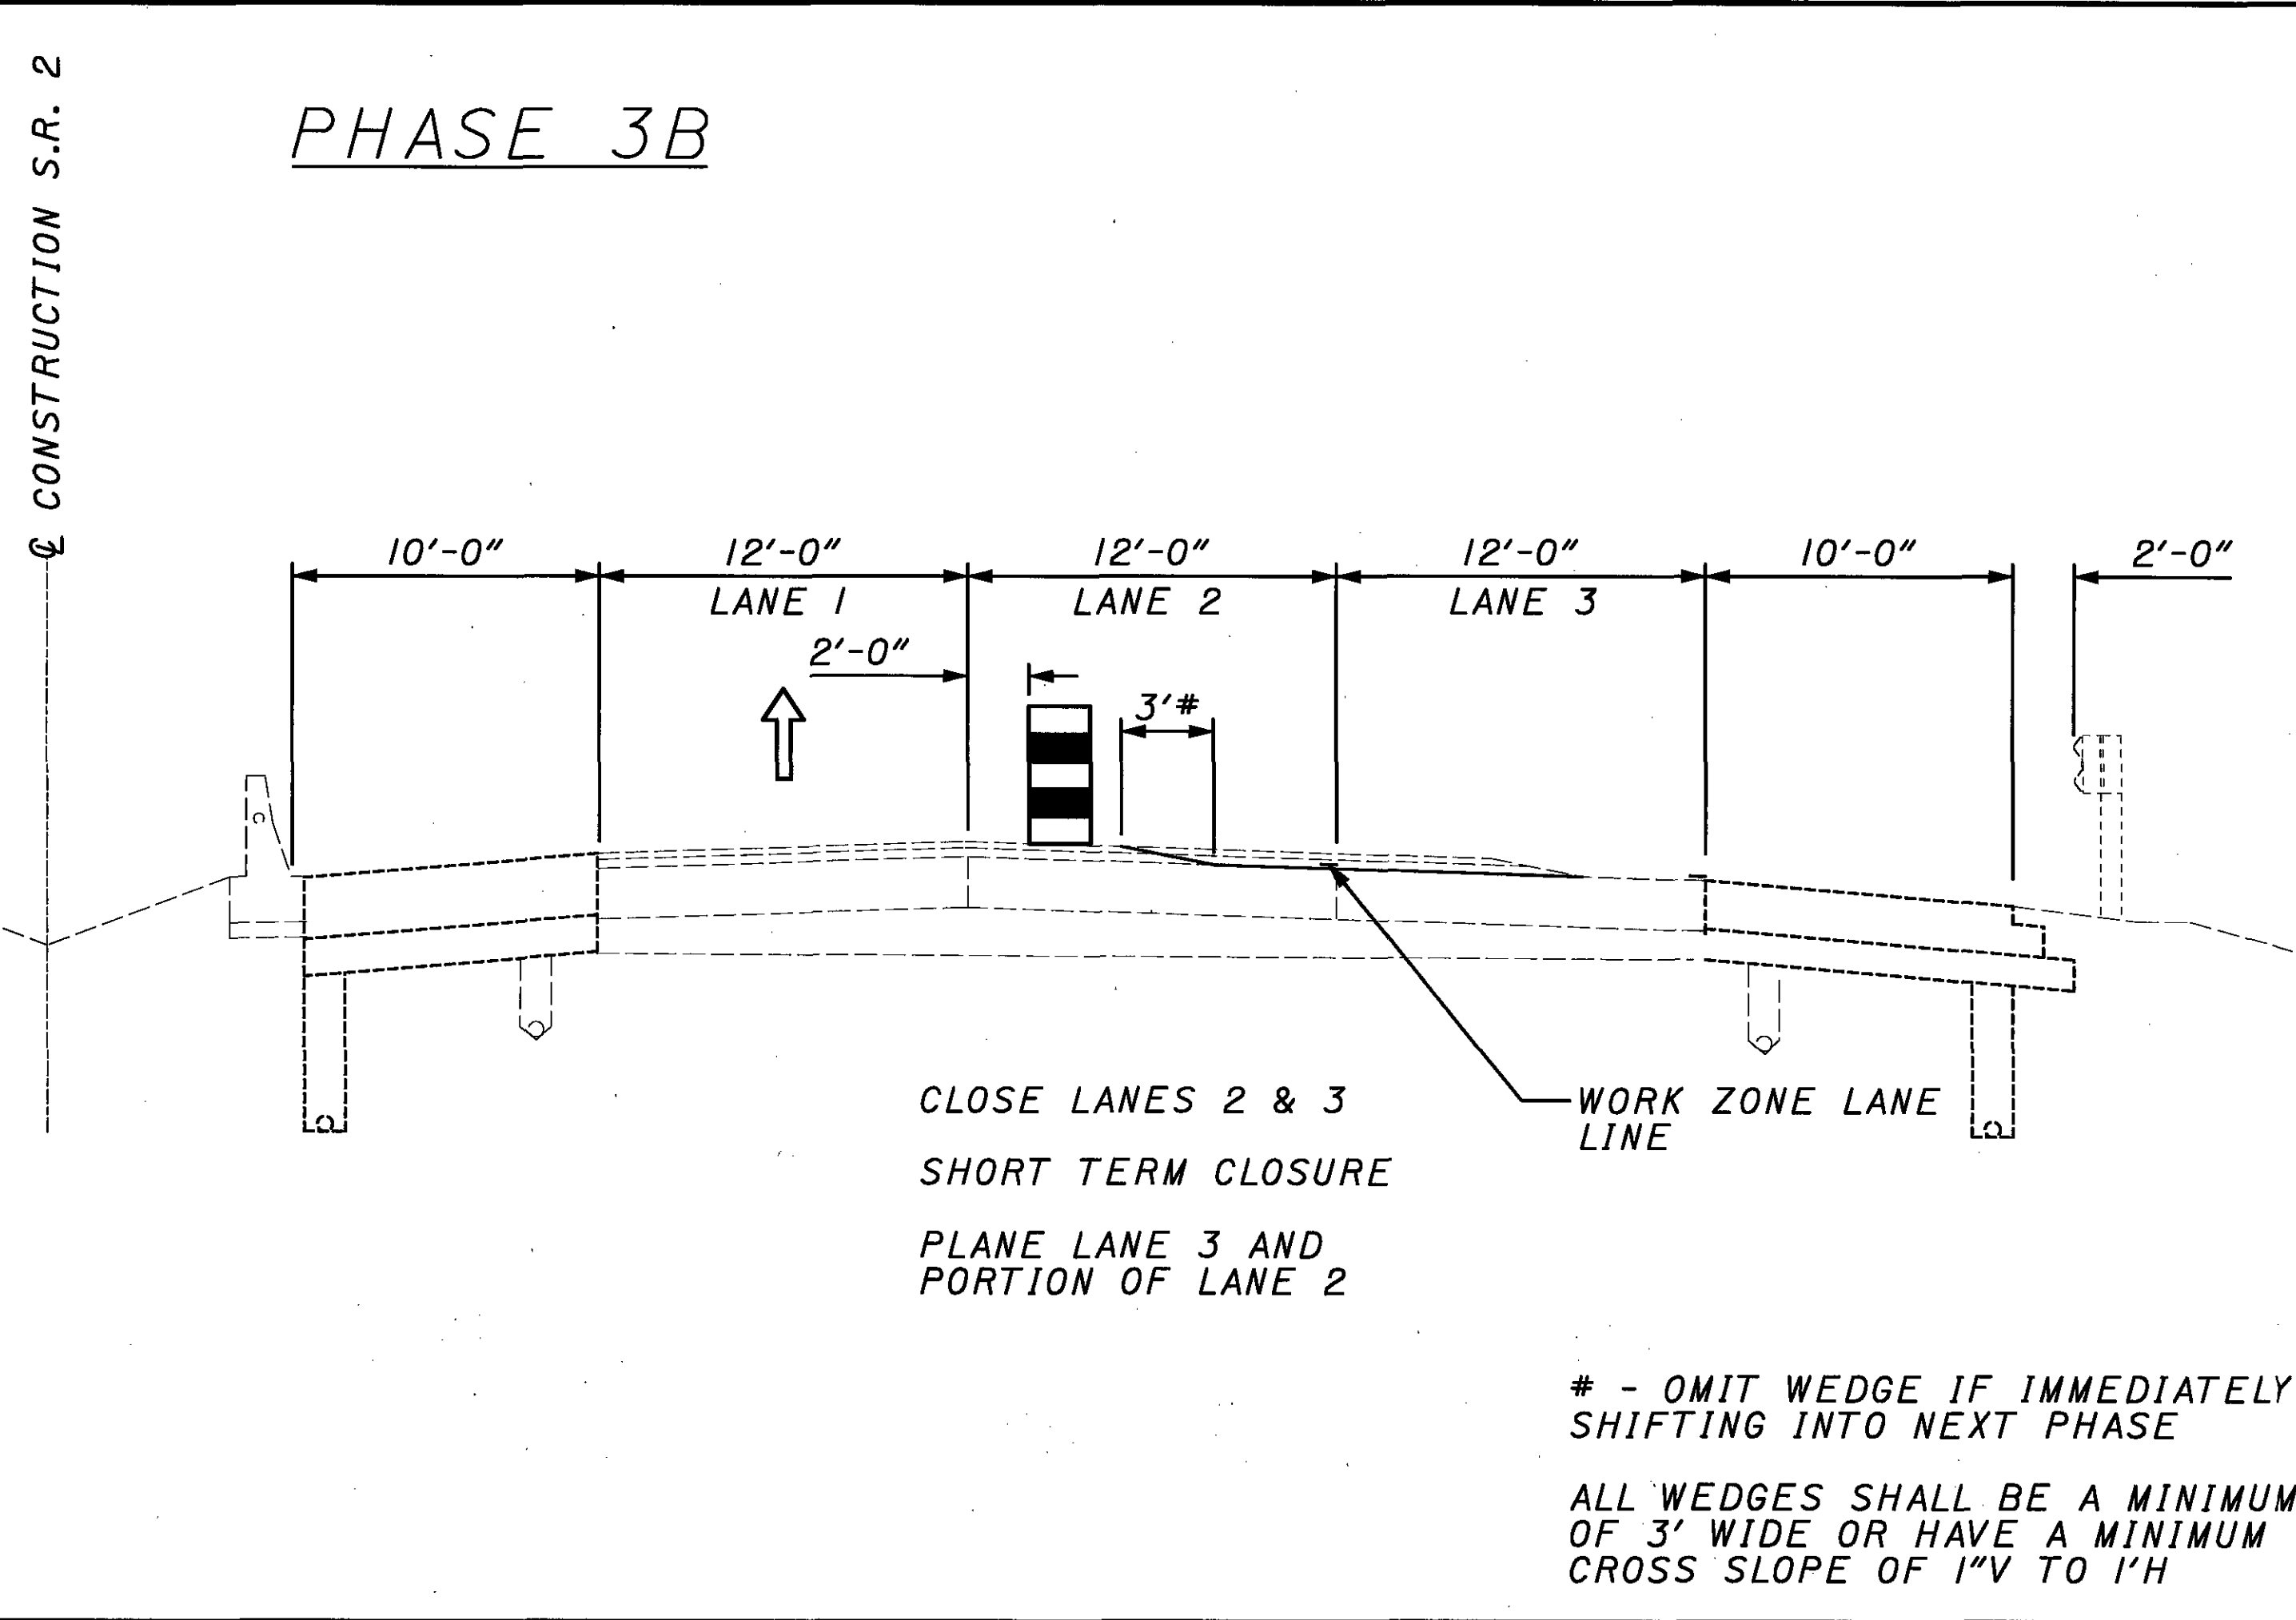 ℄ CONSTRUCTION S.R. 2
PHASE 3B
10'-0" 12'-0" 12'-0" 12'-0" 10'-0" 2'-0"
LANE 1 LANE 2 LANE 3
2'-0"
3'#
CLOSE LANES 2 & 3
SHORT TERM CLOSURE
PLANE LANE 3 AND
PORTION OF LANE 2
WORK ZONE LANE
LINE
# - OMIT WEDGE IF IMMEDIATELY
SHIFTING INTO NEXT PHASE
ALL WEDGES SHALL BE A MINIMUM
OF 3' WIDE OR HAVE A MINIMUM
CROSS SLOPE OF 1"V TO 1'H